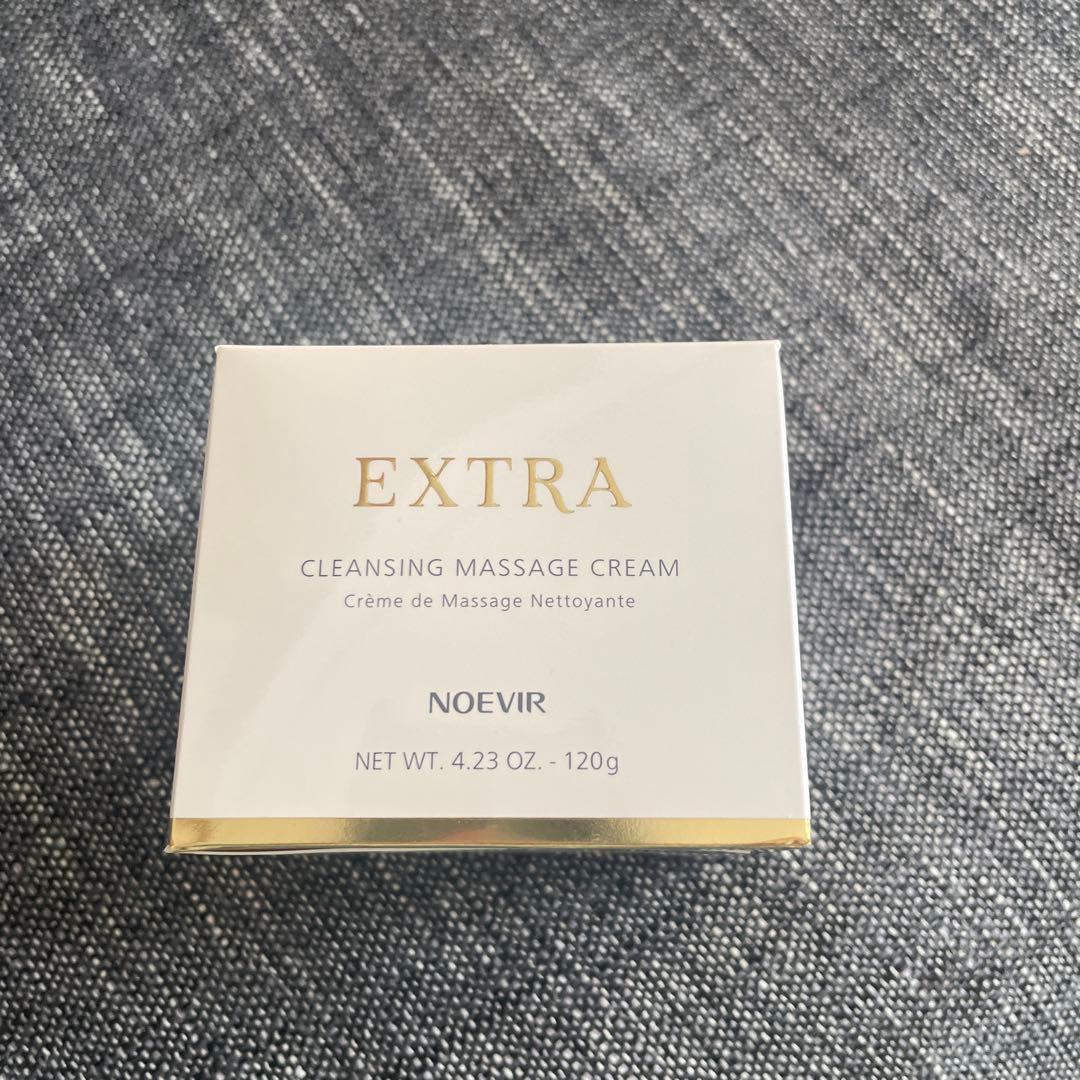 EXTRA
CLEANSING MASSAGE CREAM
Crème de Massage Nettoyante
NOEVIR
NET WT. 4.23 OZ. - 120g